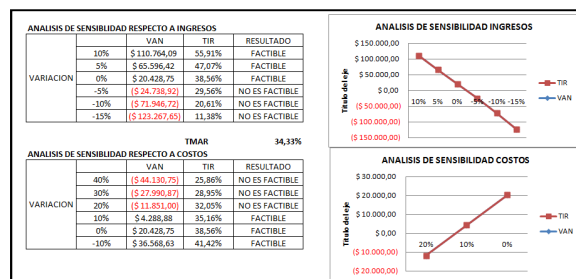 ANALISIS DE SENSIBLIDAD RESPECTO A INGRESOS
VAN TIR RESULTADO
10% $ 110.764,09 55,91% FACTIBLE
5% $ 65.596,42 47,07% FACTIBLE
VARIACION 0% $ 20.428,75 38,56% FACTIBLE
-5% ($ 24.738,92) 29,56% NO ES FACTIBLE
-10% ($ 71.946,72) 20,61% NO ES FACTIBLE
-15% ($ 123.267,65) 11,38% NO ES FACTIBLE
TMAR 34,33%
ANALISIS DE SENSIBLIDAD RESPECTO A COSTOS
VAN TIR RESULTADO
40% ($ 44.130,75) 25,86% NO ES FACTIBLE
30% ($ 27.990,87) 28,95% NO ES FACTIBLE
20% ($ 11.851,00) 32,05% NO ES FACTIBLE
VARIACION 10% $ 4.288,88 35,16% FACTIBLE
0% $ 20.428,75 38,56% FACTIBLE
-10% $ 36.568,63 41,42% FACTIBLE
ANALISIS DE SENSIBILIDAD INGRESOS
Título del eje
$ 150.000,00
$ 100.000,00
$ 50.000,00
$ 0,00
($ 50.000,00)
($ 100.000,00)
($ 150.000,00)
10% 5% 0% -5% -10% -15%
TIR
VAN
ANALISIS DE SENSIBILIDAD COSTOS
Título del eje
$ 30.000,00
$ 20.000,00
$ 10.000,00
$ 0,00
($ 10.000,00)
($ 20.000,00)
20% 10% 0%
TIR
VAN